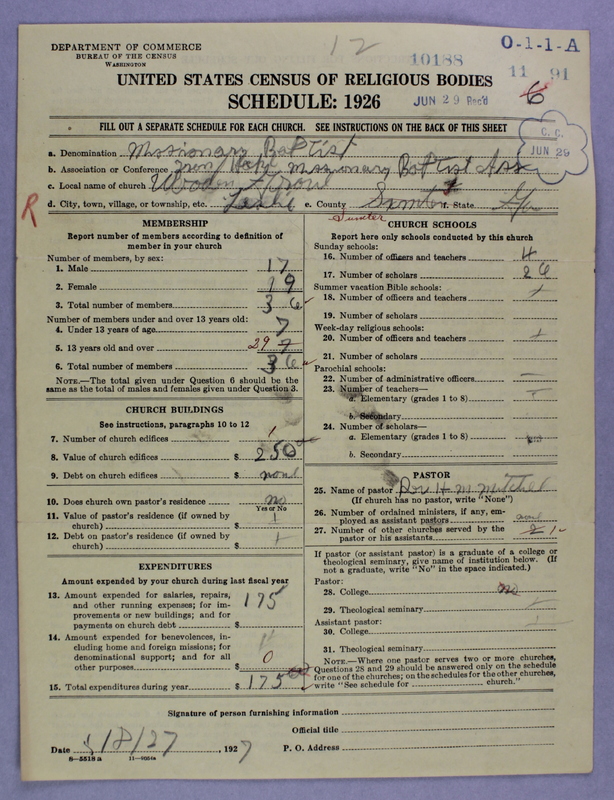 DEPARTMENT OF COMMERCE
BUREAU OF THE CENSUS
WASHINGTON
12
10188
O-1-1-A
11 91
UNITED STATES CENSUS OF RELIGIOUS BODIES
SCHEDULE: 1926
JUN 29 Rec'd
6
FILL OUT A SEPARATE SCHEDULE FOR EACH CHURCH. SEE INSTRUCTIONS ON THE BACK OF THIS SHEET
C. C.
JUN 29
a. Denomination Missionary Baptist
b. Association or Conference Missionary Baptist Ass
c. Local name of church Wooden Grove
d. City, town, village, or township, etc. Leslie e. County Sumter f. State
Sumter
R
MEMBERSHIP
Report number of members according to definition of member in your church
Number of members, by sex:
1. Male 17
2. Female 19
3. Total number of members 36
Number of members under and over 13 years old:
4. Under 13 years of age 7
5. 13 years old and over 29
6. Total number of members 36
NOTE.—The total given under Question 6 should be the same as the total of males and females given under Question 3.
CHURCH BUILDINGS
See instructions, paragraphs 10 to 12
7. Number of church edifices 1
8. Value of church edifices $ 250
9. Debt on church edifices $ none
10. Does church own pastor's residence no
Yes or No
11. Value of pastor's residence (if owned by church) $
12. Debt on pastor's residence (if owned by church) $
EXPENDITURES
Amount expended by your church during last fiscal year
13. Amount expended for salaries, repairs, and other running expenses; for improvements or new buildings; and for payments on church debt $ 175
14. Amount expended for benevolences, including home and foreign missions; for denominational support; and for all other purposes $ 0
15. Total expenditures during year $ 175
CHURCH SCHOOLS
Report here only schools conducted by this church
Sunday schools:
16. Number of officers and teachers 4
17. Number of scholars 26
Summer vacation Bible schools:
18. Number of officers and teachers
19. Number of scholars
Week-day religious schools:
20. Number of officers and teachers
21. Number of scholars
Parochial schools:
22. Number of administrative officers
23. Number of teachers—
a. Elementary (grades 1 to 8)
b. Secondary
24. Number of scholars—
a. Elementary (grades 1 to 8)
b. Secondary
PASTOR
25. Name of pastor Rev H. M. Mitchel
(If church has no pastor, write "None")
26. Number of ordained ministers, if any, employed as assistant pastors none
27. Number of other churches served by the pastor or his assistants
If pastor (or assistant pastor) is a graduate of a college or theological seminary, give name of institution below. (If not a graduate, write "No" in the space indicated.)
Pastor:
28. College no
29. Theological seminary
Assistant pastor:
30. College
31. Theological seminary
NOTE.—Where one pastor serves two or more churches, Questions 28 and 29 should be answered only on the schedule for one of the churches; on the schedules for the other churches, write "See schedule for church."
Signature of person furnishing information
Official title
Date 5/18/27, 1927 P. O. Address
8—5518 a